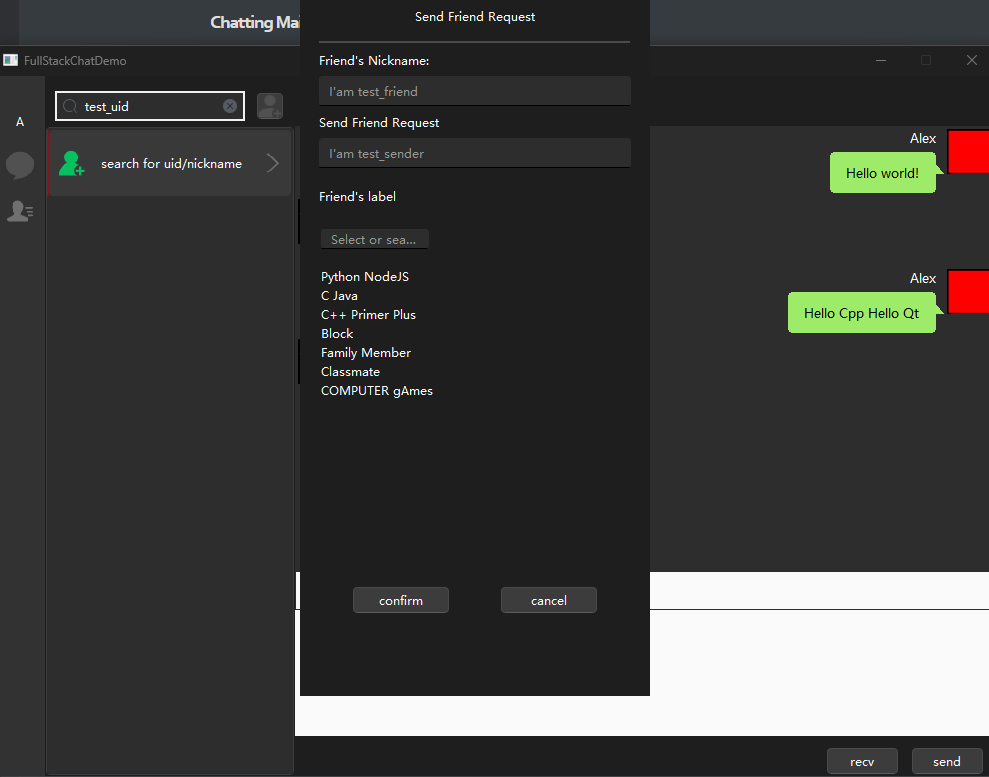 Chatting Mai
Send Friend Request
FullStackChatDemo
Friend's Nickname:
I'am test_friend
test_uid
A
Send Friend Request
I'am test_sender
search for uid/nickname
Friend's label
Select or sea...
Python NodeJS
C Java
C++ Primer Plus
Block
Family Member
Classmate
COMPUTER gAmes
confirm
cancel
Alex
Hello world!
Alex
Hello Cpp Hello Qt
recv
send